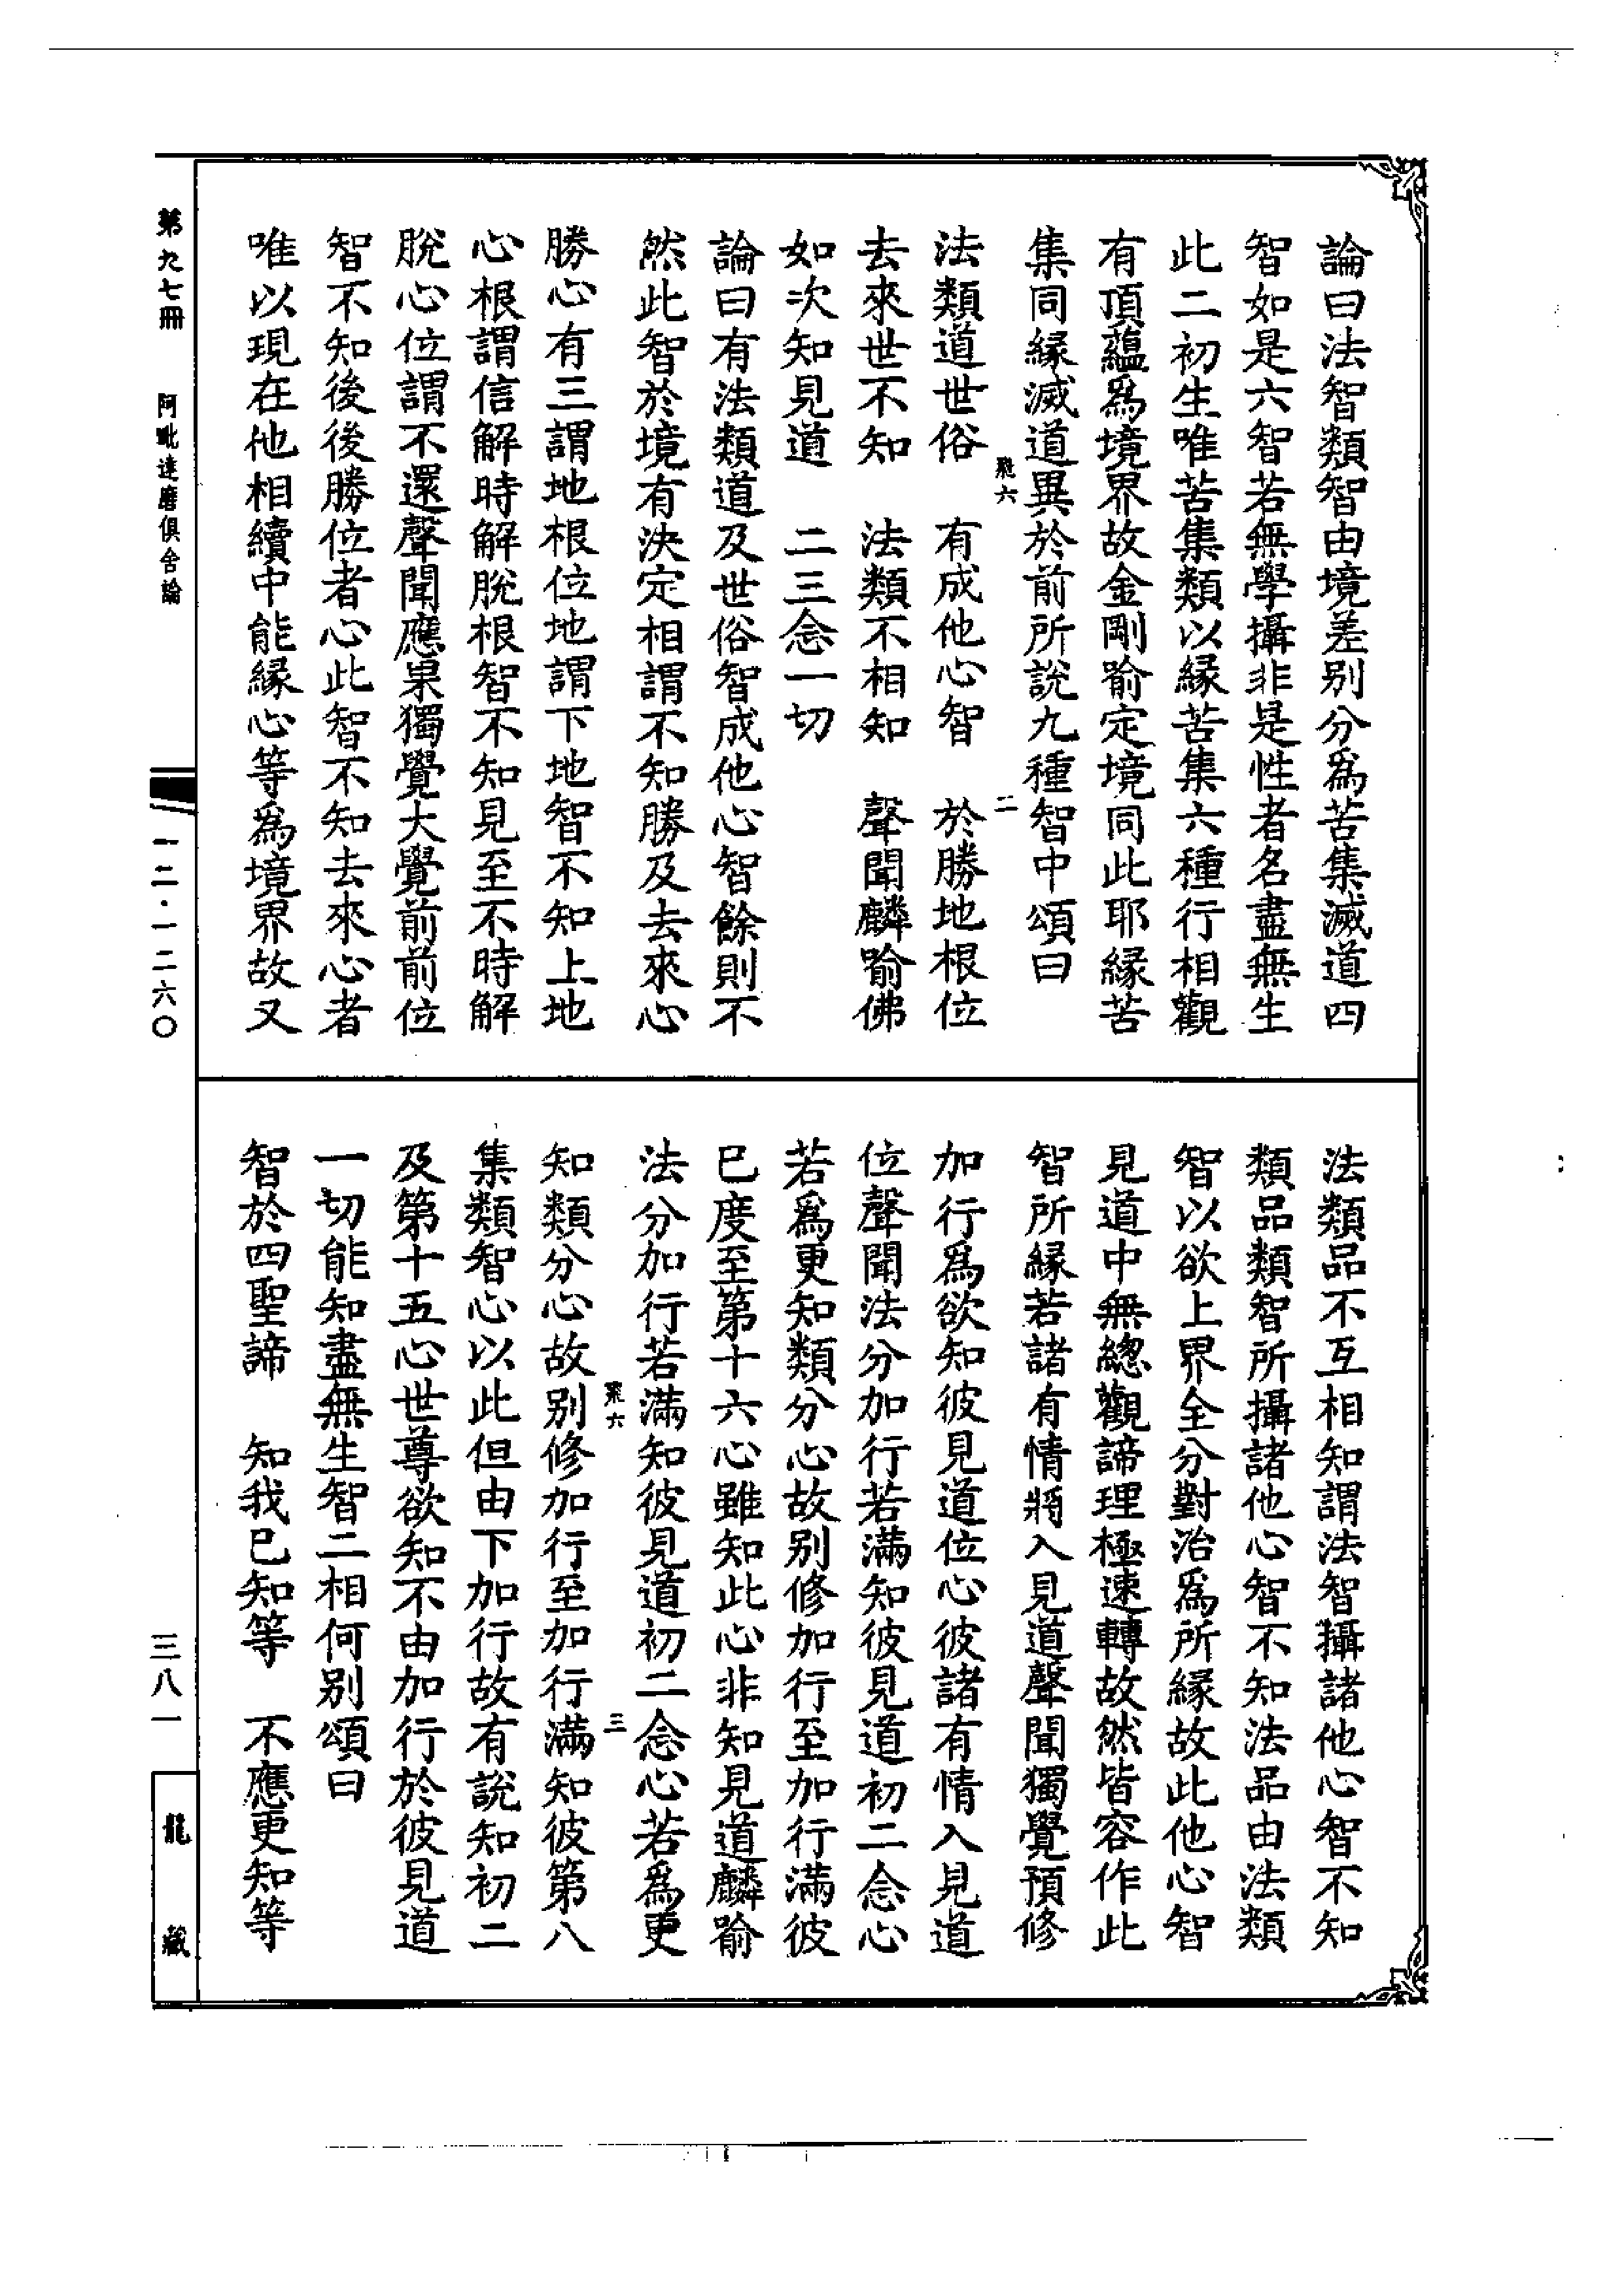 論曰法智類智由境差别分爲苦集滅道四
智如是六智若無學攝非是性者名盡無生
此二初生唯苦集類以縁苦集六種行相觀
有頂蘊爲境界故金剛喻定境同此耶縁苦
集同縁滅道異於前所説九種智中頌曰
飛六 二
法類道世俗 有成他心智 於勝地根位
去來世不知 法類不相知 聲聞麟喻佛
如次知見道 二三念一切
論曰有法類道及世俗智成他心智餘則不
然此智於境有決定相謂不知勝及去來心
勝心有三謂地根位地謂下地智不知上地
心根謂信解時解脫根智不知見至不時解
脫心位謂不還聲聞應果獨覺大覺前前位
智不知後後勝位者心此智不知去來心者
唯以現在他相續中能縁心等爲境界故又
法類品不互相知謂法智攝諸他心智不知
類品類智所攝諸他心智不知法品由法類
智以欲上界全分對治爲所縁故此他心智
見道中無總觀諦理極速轉故然皆容作此
智所縁若諸有情將入見道聲聞獨覺預修
加行爲欲知彼見道位心彼諸有情入見道
位聲聞法分加行若滿知彼見道初二念心
若爲更知類分心故别修加行至加行滿彼
已度至第十六心雖知此心非知見道麟喻
法分加行若滿知彼見道初二念心若爲更
飛六 三
知類分心故别修加行至加行滿知彼第八
集類智心以此但由下加行故有説知初二
及第十五心世尊欲知不由加行於彼見道
一切能知盡無生智二相何别頌曰
智於四聖諦 知我已知等 不應更知等
第九七冊 阿毗達磨俱舍論 一二·一二六〇 三八一 龍藏